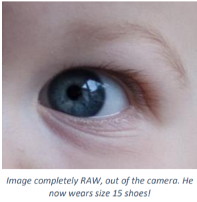 Image completely RAW, out of the camera. He
now wears size 15 shoes!